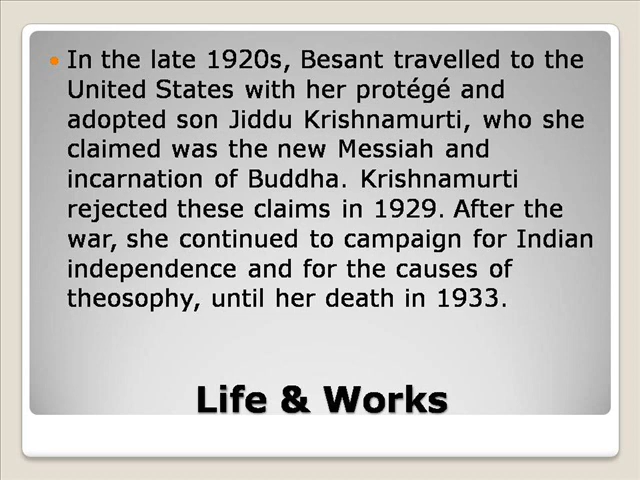 In the late 1920s, Besant travelled to the
United States with her protégé and
adopted son Jiddu Krishnamurti, who she
claimed was the new Messiah and
incarnation of Buddha. Krishnamurti
rejected these claims in 1929. After the
war, she continued to campaign for Indian
independence and for the causes of
theosophy, until her death in 1933.
Life & Works